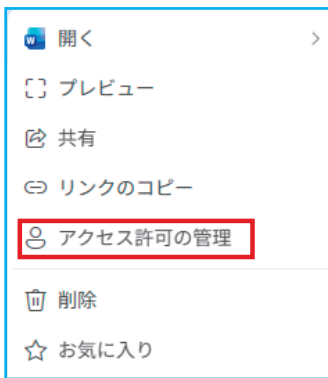 開く
プレビュー
共有
リンクのコピー
アクセス許可の管理
削除
お気に入り